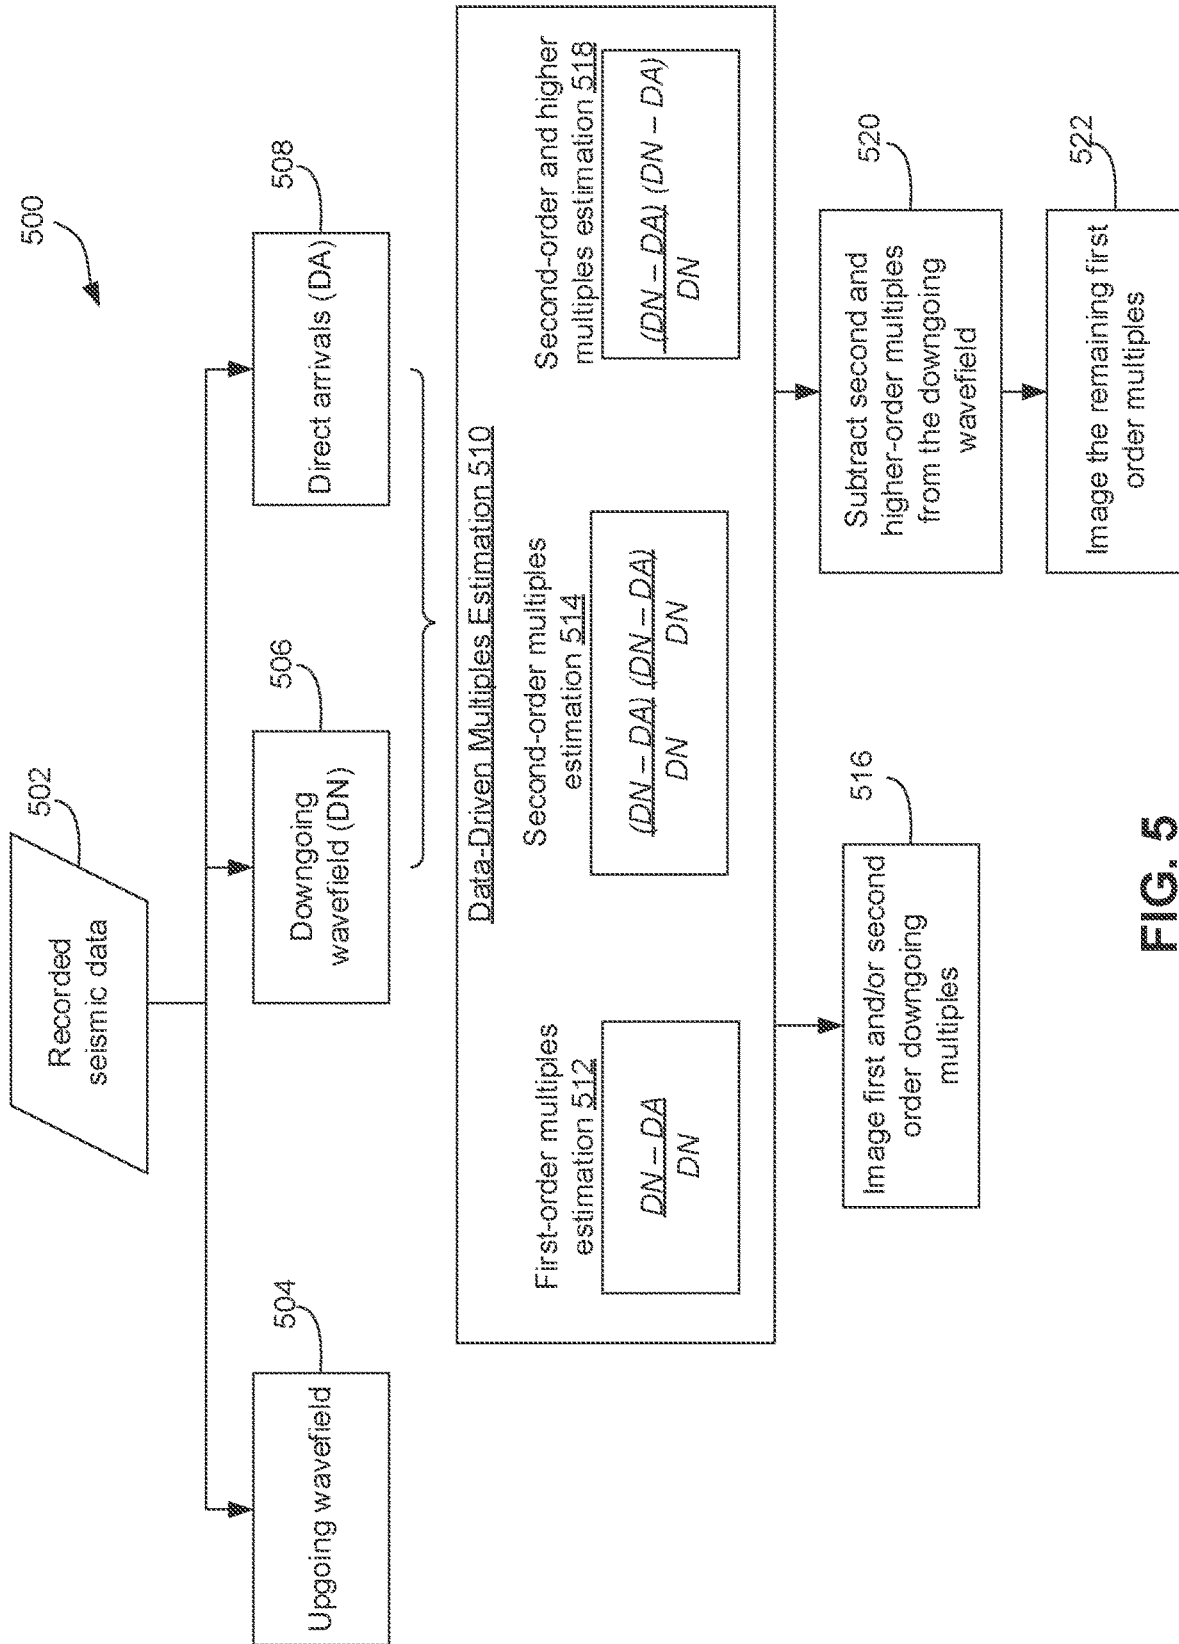 500
502
Recorded
seismic data
504
Upgoing wavefield
506
Downgoing
wavefield (DN)
508
Direct arrivals (DA)
Data-Driven Multiples Estimation 510
First-order multiples
estimation 512
DN – DA
DN
Second-order multiples
estimation 514
(DN – DA) (DN – DA)
DN DN
Second-order and higher
multiples estimation 518
(DN – DA) (DN – DA)
DN
516
Image first and/or second
order downgoing
multiples
520
Subtract second and
higher-order multiples
from the downgoing
wavefield
522
Image the remaining first
order multiples
FIG. 5